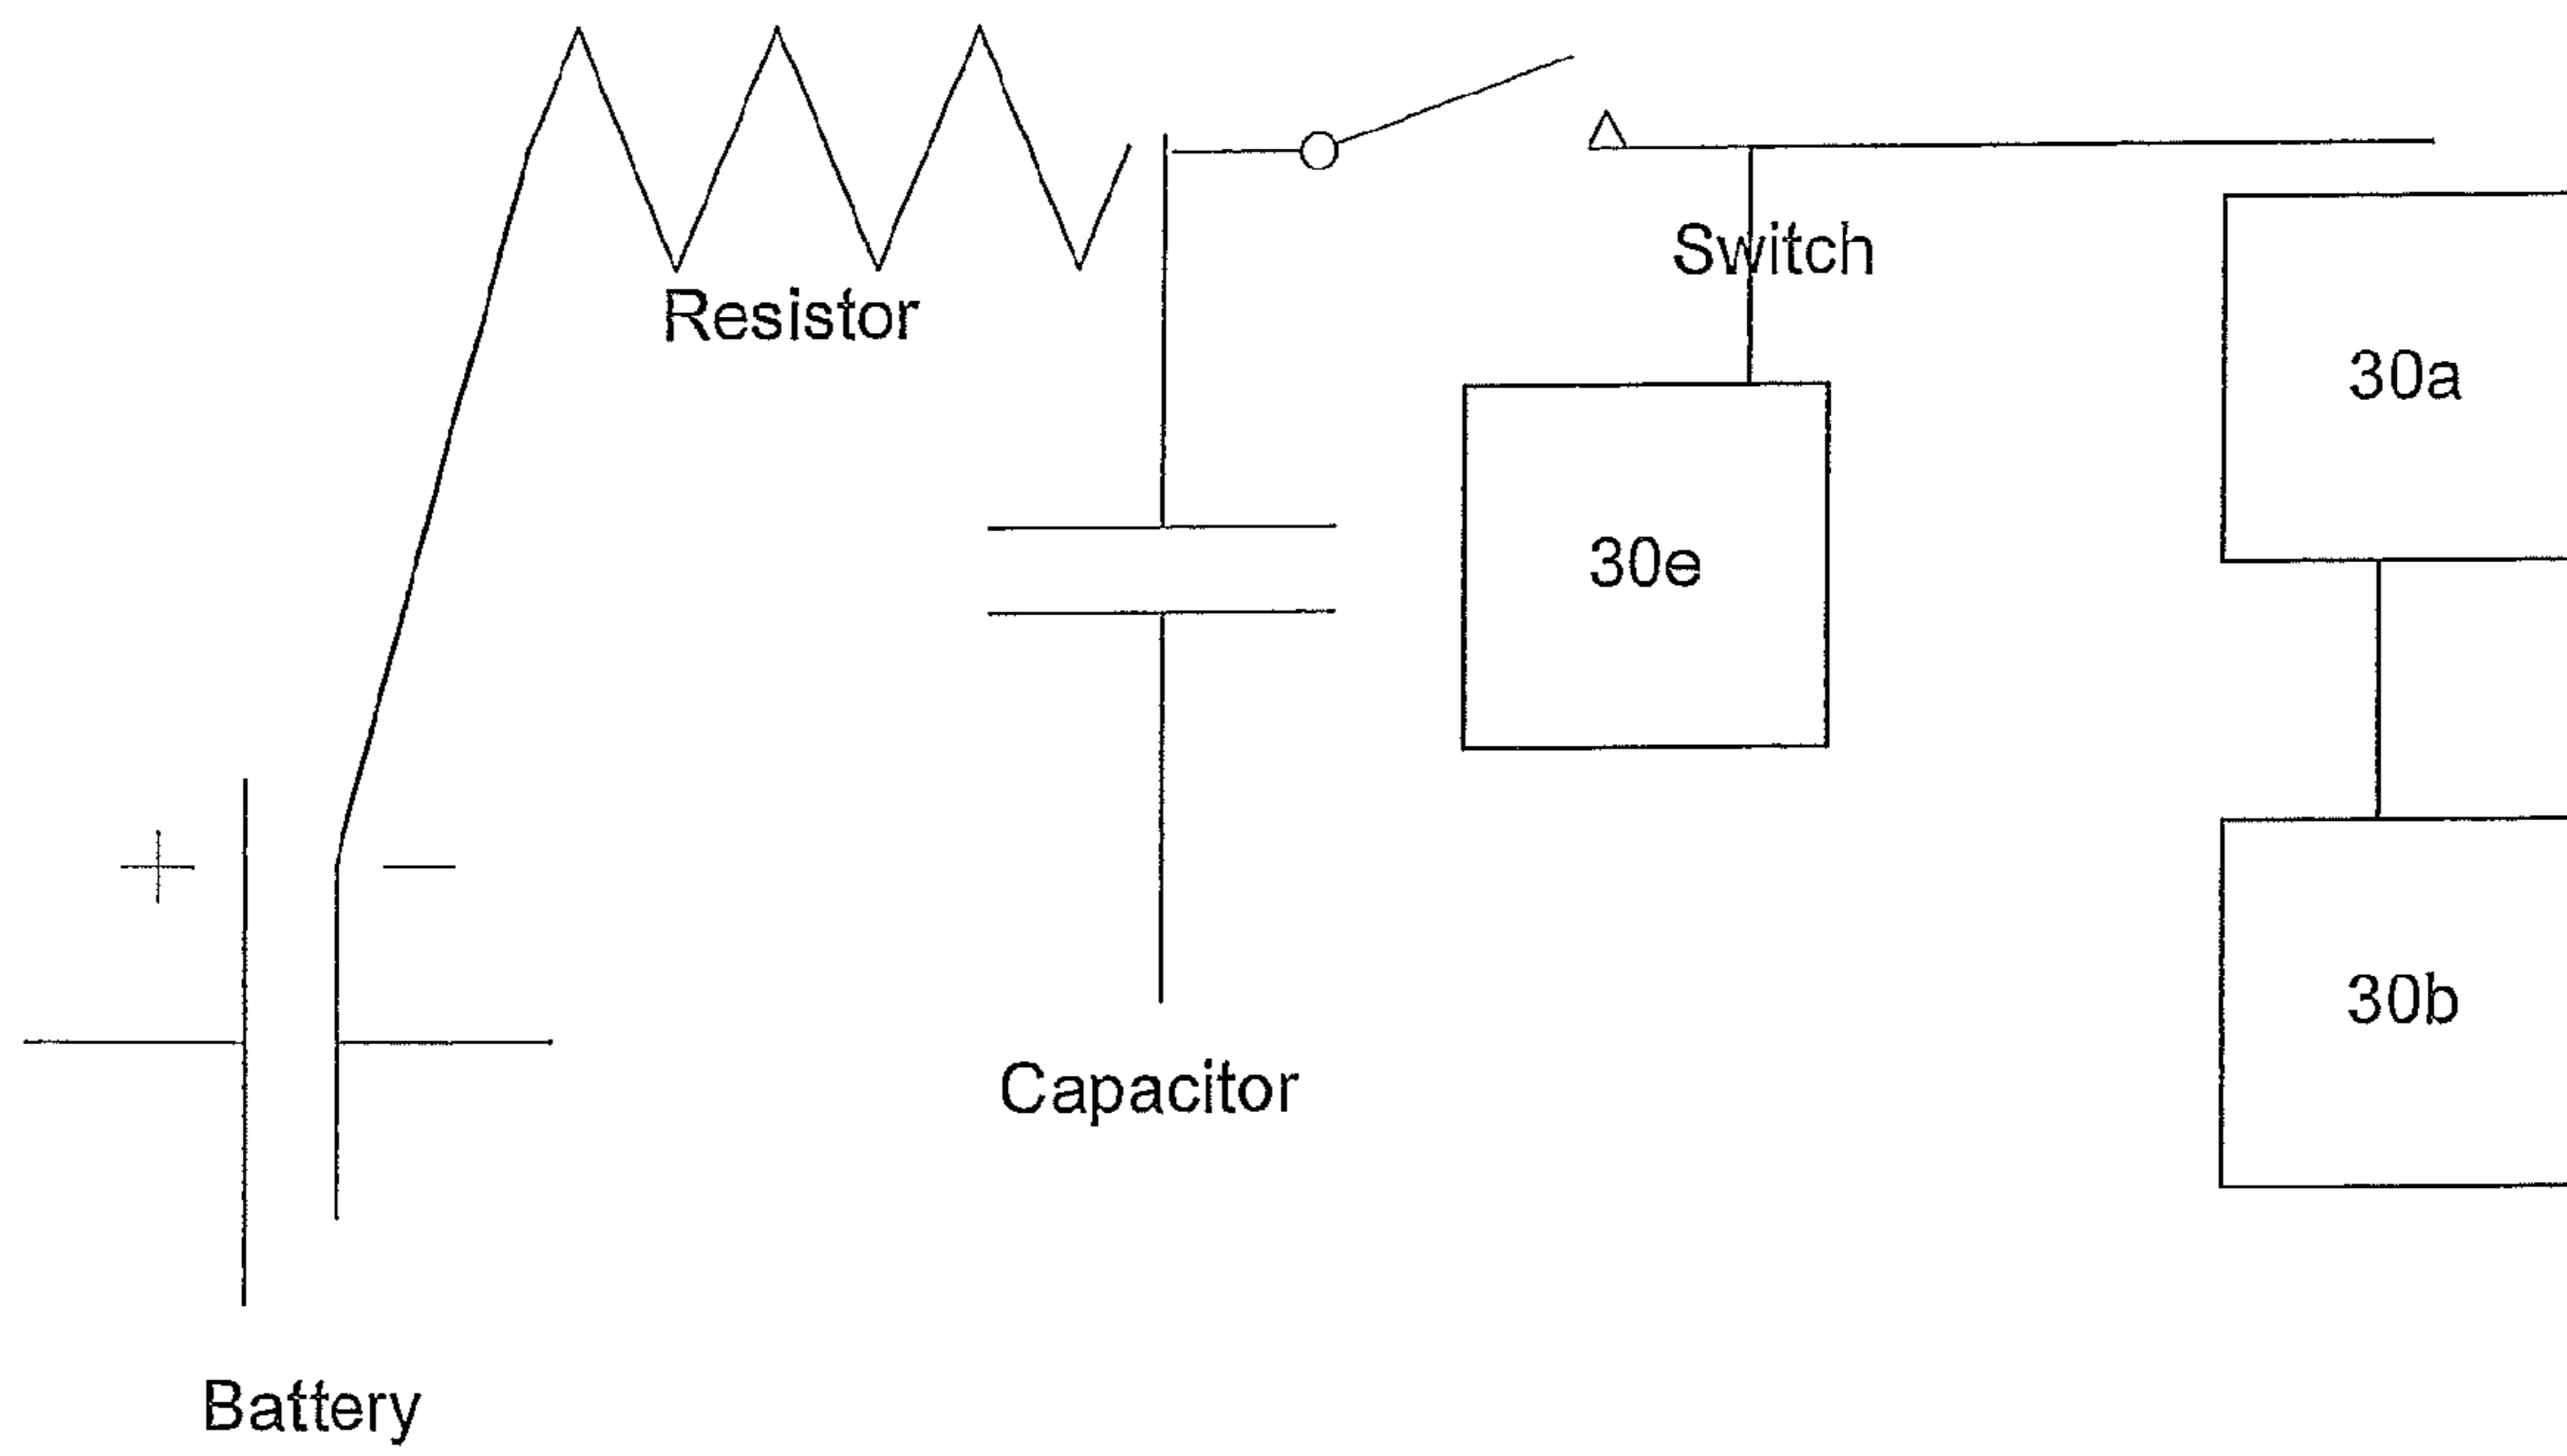 Switch
Resistor
30a
30e
+
−
30b
Capacitor
Battery